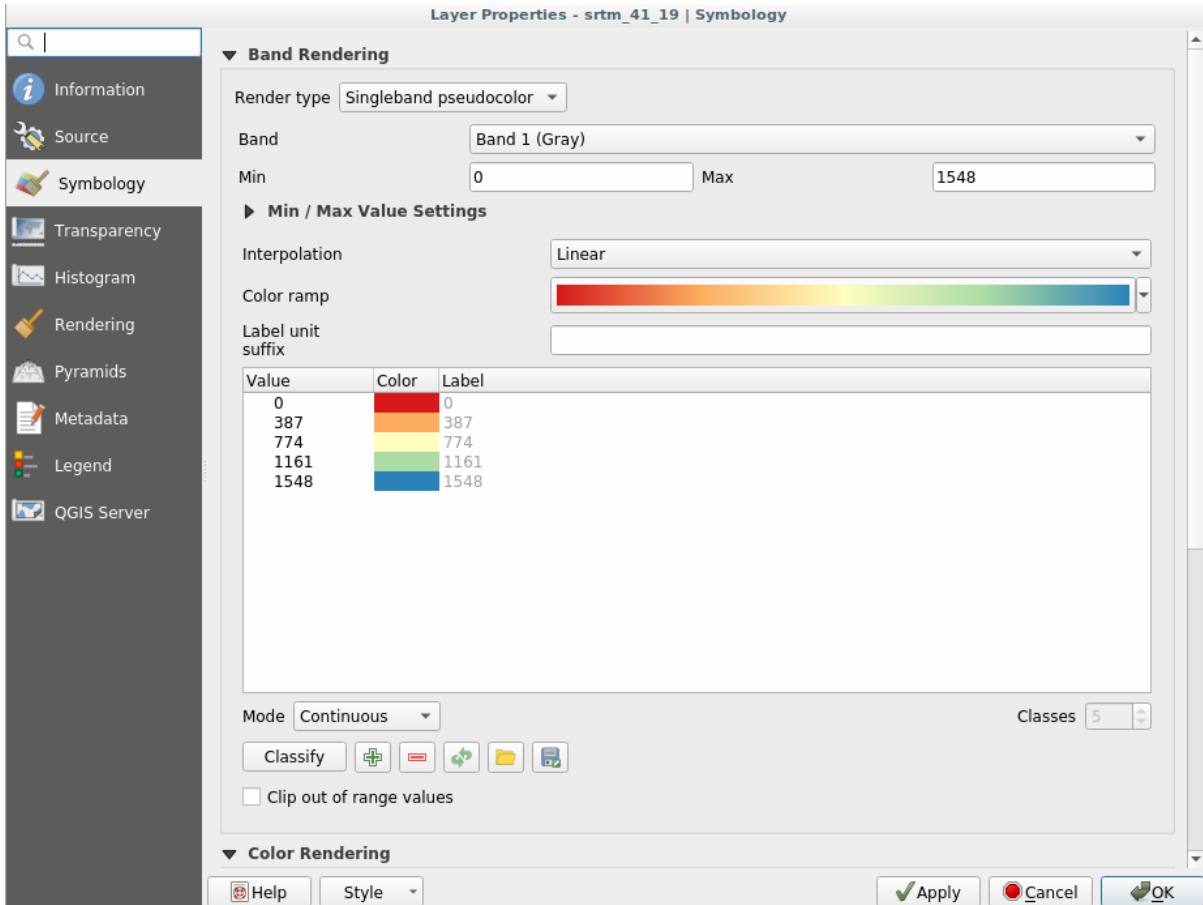 Layer Properties - srtm_41_19 | Symbology
Information
Source
Symbology
Transparency
Histogram
Rendering
Pyramids
Metadata
Legend
QGIS Server
Band Rendering
Render type Singleband pseudocolor
Band Band 1 (Gray)
Min 0 Max 1548
Min / Max Value Settings
Interpolation Linear
Color ramp
Label unit
suffix
Value Color Label
0 0
387 387
774 774
1161 1161
1548 1548
Mode Continuous Classes 5
Classify
Clip out of range values
Color Rendering
Help Style Apply Cancel OK